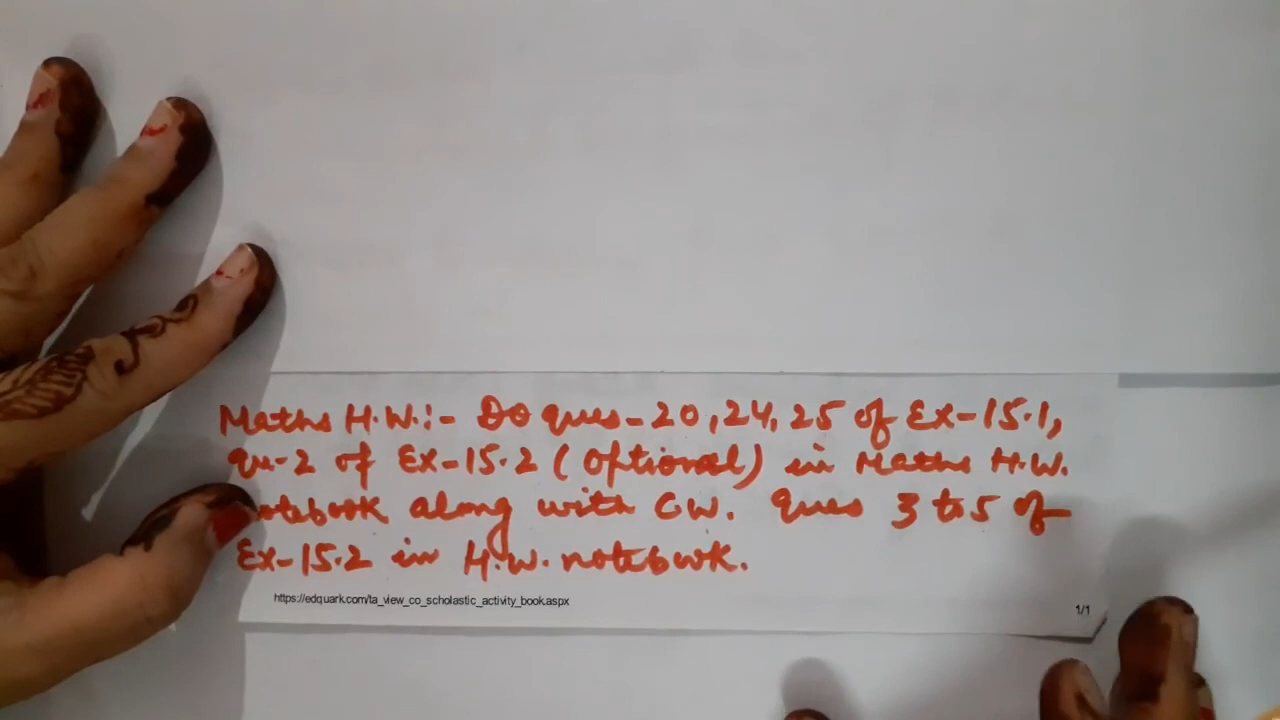 Maths H.W.:- Do ques-20, 24, 25 of Ex-15.1,
qu-2 of Ex-15.2 (optional) in Maths H.W.
notebook along with CW. Ques 3 to 5 of
Ex-15.2 in H.W. notebook.
https://edquark.com/ta_view_co_scholastic_activity_book.aspx 1/1